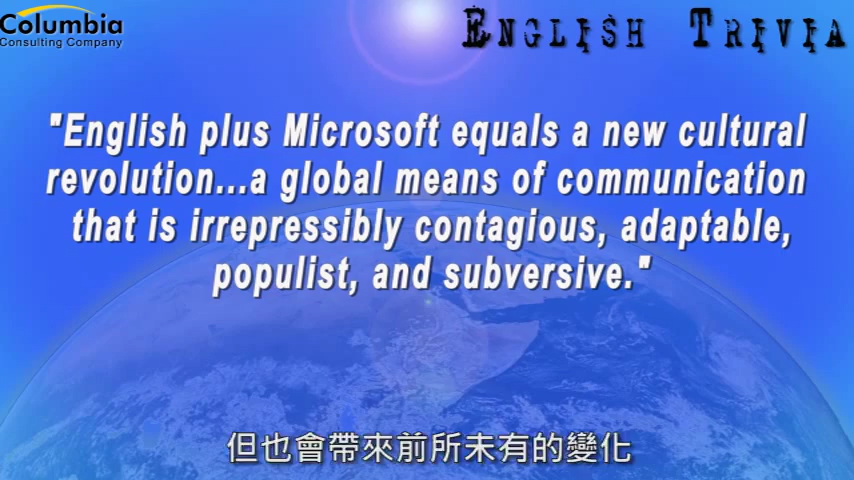 Columbia
Consulting Company
English Trivia
"English plus Microsoft equals a new cultural
revolution...a global means of communication
that is irrepressibly contagious, adaptable,
populist, and subversive."
但也會帶來前所未有的變化